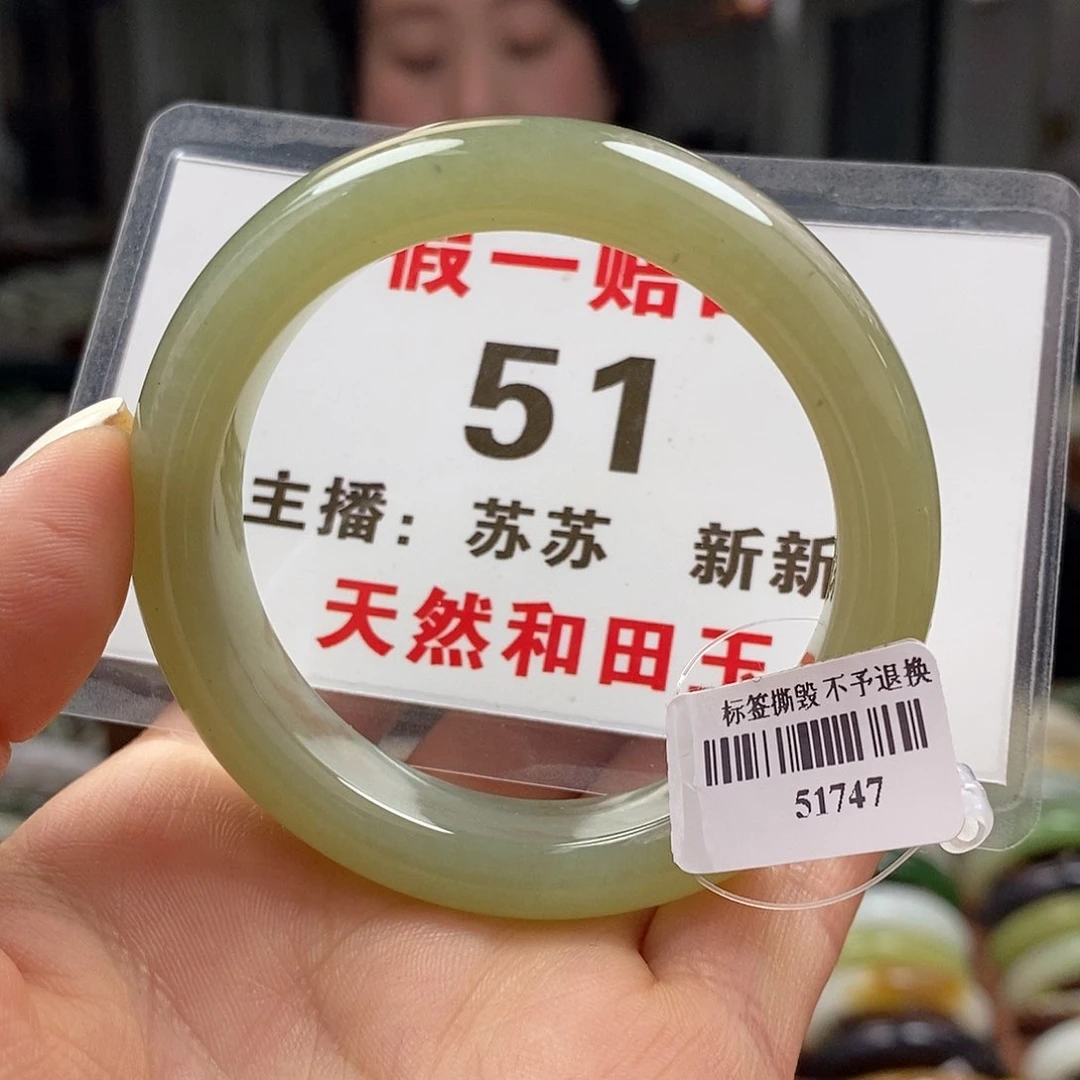 假一赔
51
主播：苏苏 新新
天然和田玉
标签撕毁 不予退换
51747